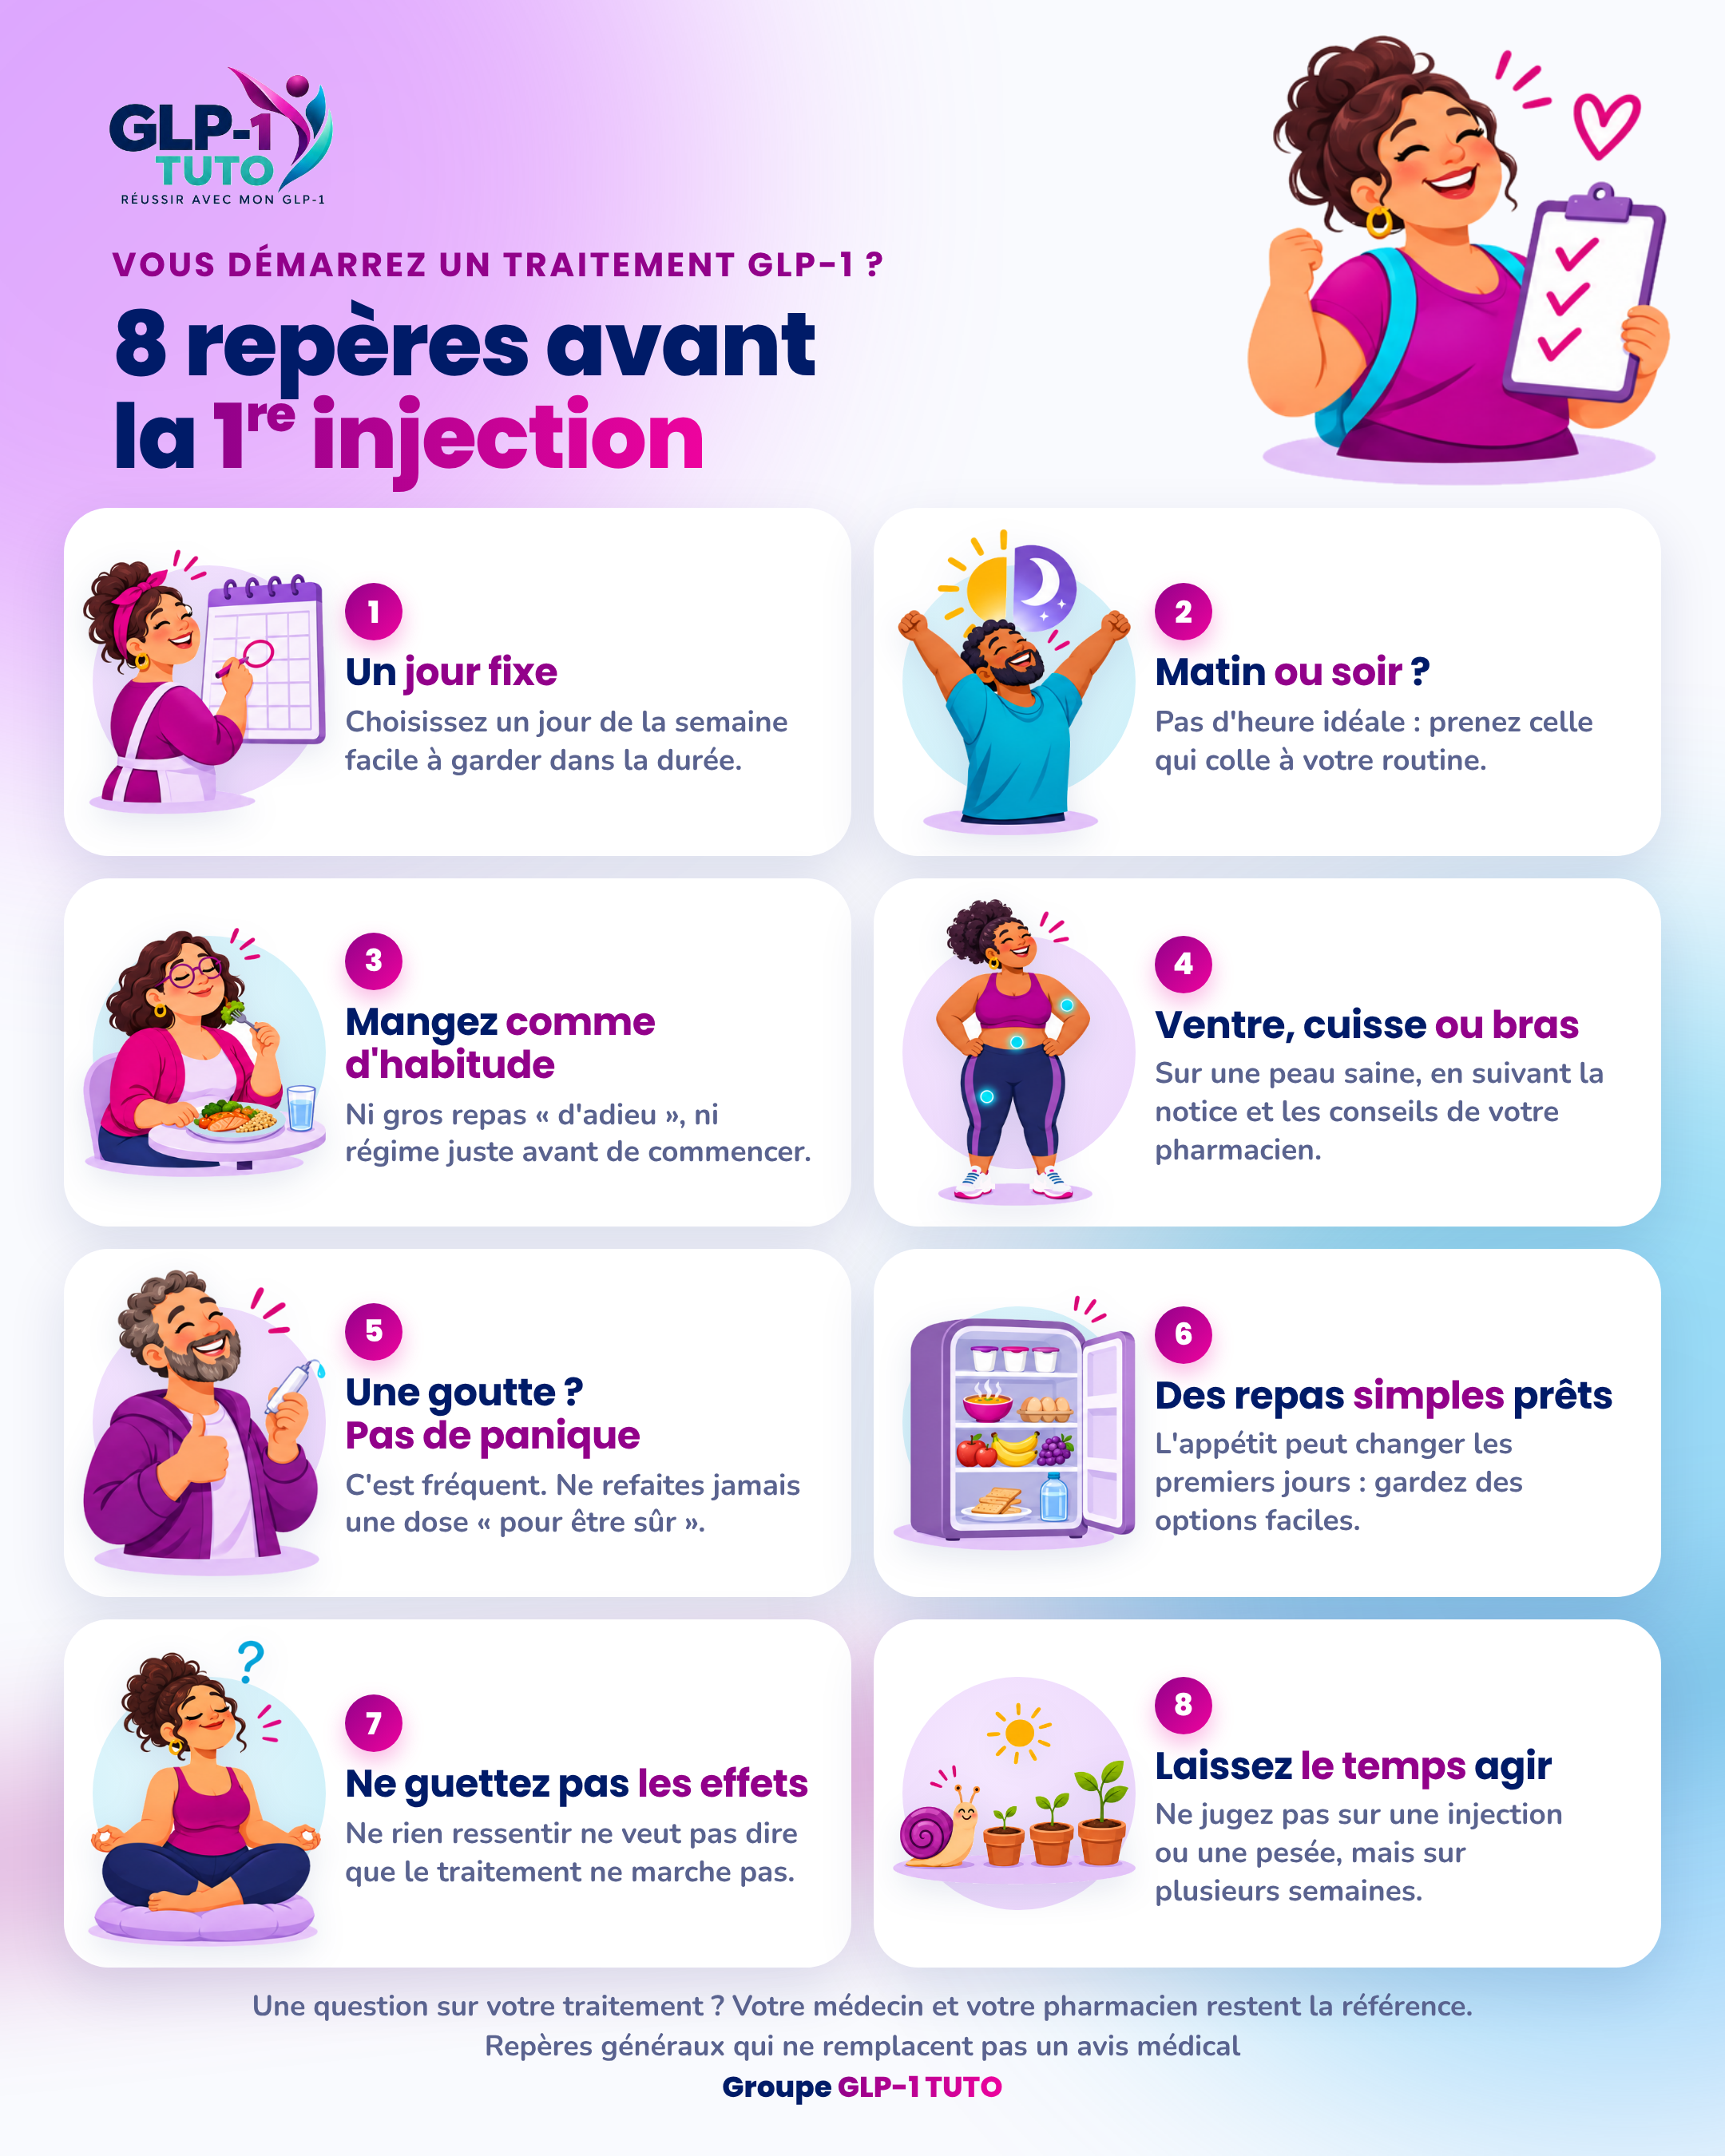 GLP-1
TUTO
RÉUSSIR AVEC MON GLP-1
VOUS DÉMARREZ UN TRAITEMENT GLP-1 ?
8 repères avant
la 1re injection
1
Un jour fixe
Choisissez un jour de la semaine
facile à garder dans la durée.
2
Matin ou soir ?
Pas d'heure idéale : prenez celle
qui colle à votre routine.
3
Mangez comme
d'habitude
Ni gros repas « d'adieu », ni
régime juste avant de commencer.
4
Ventre, cuisse ou bras
Sur une peau saine, en suivant la
notice et les conseils de votre
pharmacien.
5
Une goutte ?
Pas de panique
C'est fréquent. Ne refaites jamais
une dose « pour être sûr ».
6
Des repas simples prêts
L'appétit peut changer les
premiers jours : gardez des
options faciles.
?
7
Ne guettez pas les effets
Ne rien ressentir ne veut pas dire
que le traitement ne marche pas.
8
Laissez le temps agir
Ne jugez pas sur une injection
ou une pesée, mais sur
plusieurs semaines.
Une question sur votre traitement ? Votre médecin et votre pharmacien restent la référence.
Repères généraux qui ne remplacent pas un avis médical
Groupe GLP-1 TUTO